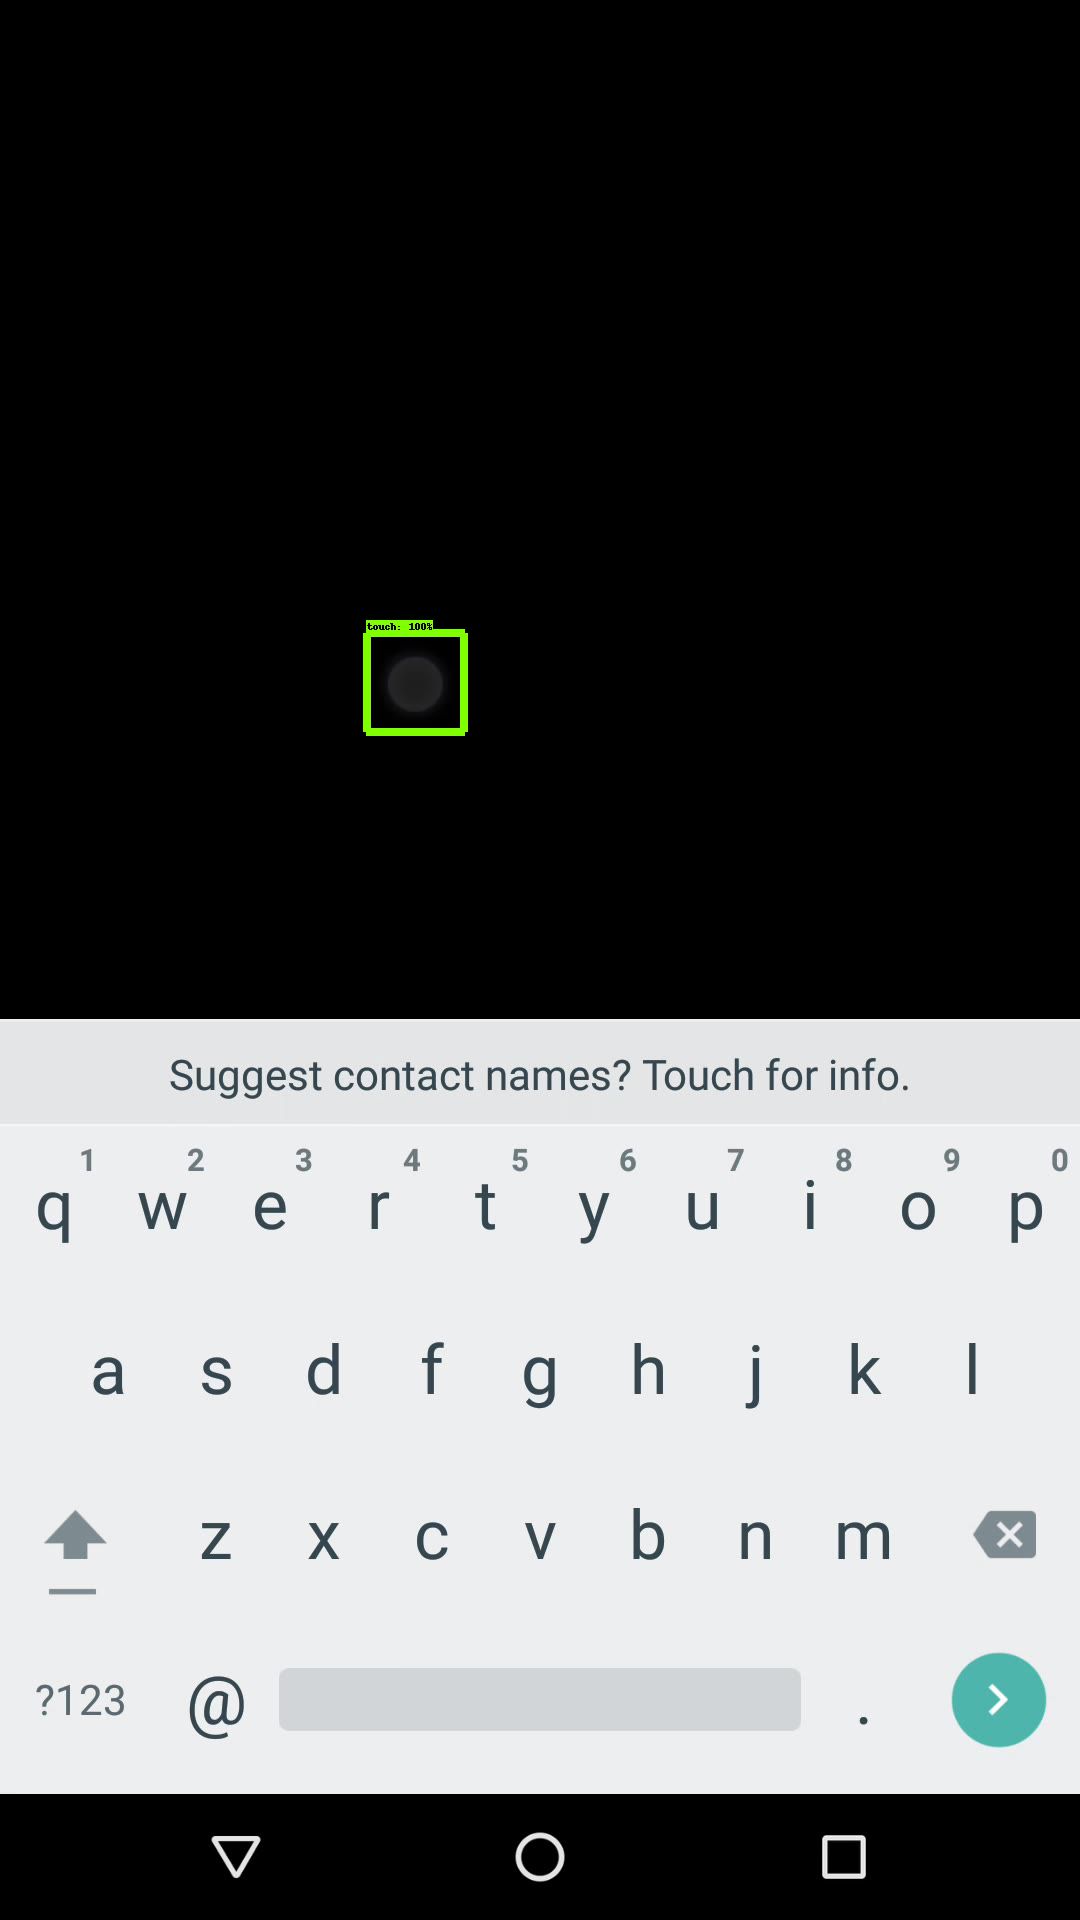 touch: 100%
Suggest contact names? Touch for info.
1 2 3 4 5 6 7 8 9 0
q w e r t y u i o p
a s d f g h j k l
z x c v b n m
?123 @ .